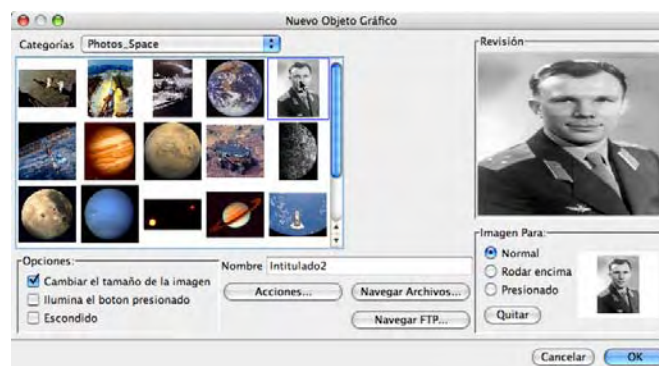 Nuevo Objeto Gráfico
Categorías Photos_Space
Revisión
Imagen Para:
Normal
Rodar encima
Presionado
Quitar
Opciones:
Cambiar el tamaño de la imagen
Ilumina el boton presionado
Escondido
Nombre Intitulado2
Acciones...
Navegar Archivos...
Navegar FTP...
Cancelar
OK